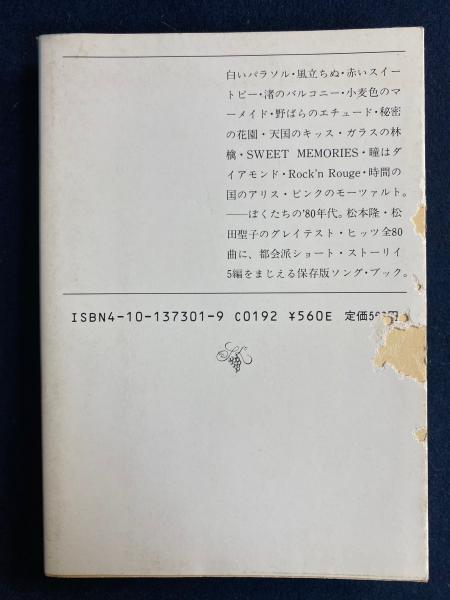 白いパラソル・風立ちぬ・赤いスイー
トピー・渚のバルコニー・小麦色のマ
ーメイド・野ばらのエチュード・秘密
の花園・天国のキッス・ガラスの林
檎・SWEET MEMORIES・瞳はダ
イアモンド・Rock'n Rouge・時間の
国のアリス・ピンクのモーツァルト。
——ぼくたちの'80年代。松本隆・松
田聖子のグレイテスト・ヒッツ全80
曲に、都会派ショート・ストーリイ
5編をまじえる保存版ソング・ブック。
ISBN4-10-137301-9 C0192 ¥560E 定価560円